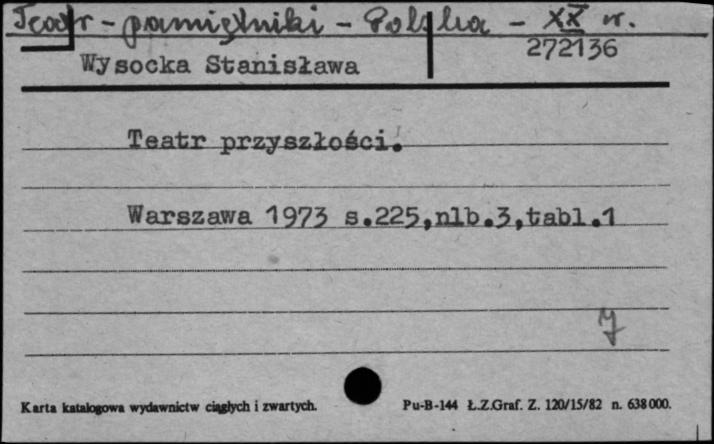 Teatr - pamiętniki - Polska - XX w.
272136
Wysocka Stanisława
Teatr przyszłości.
Warszawa 1973 s.225,nlb.3,tabl.1
Karta katalogowa wydawnictw ciągłych i zwartych.
Pu-B-144 Ł.Z.Graf. Z. 120/15/82 n. 638000.